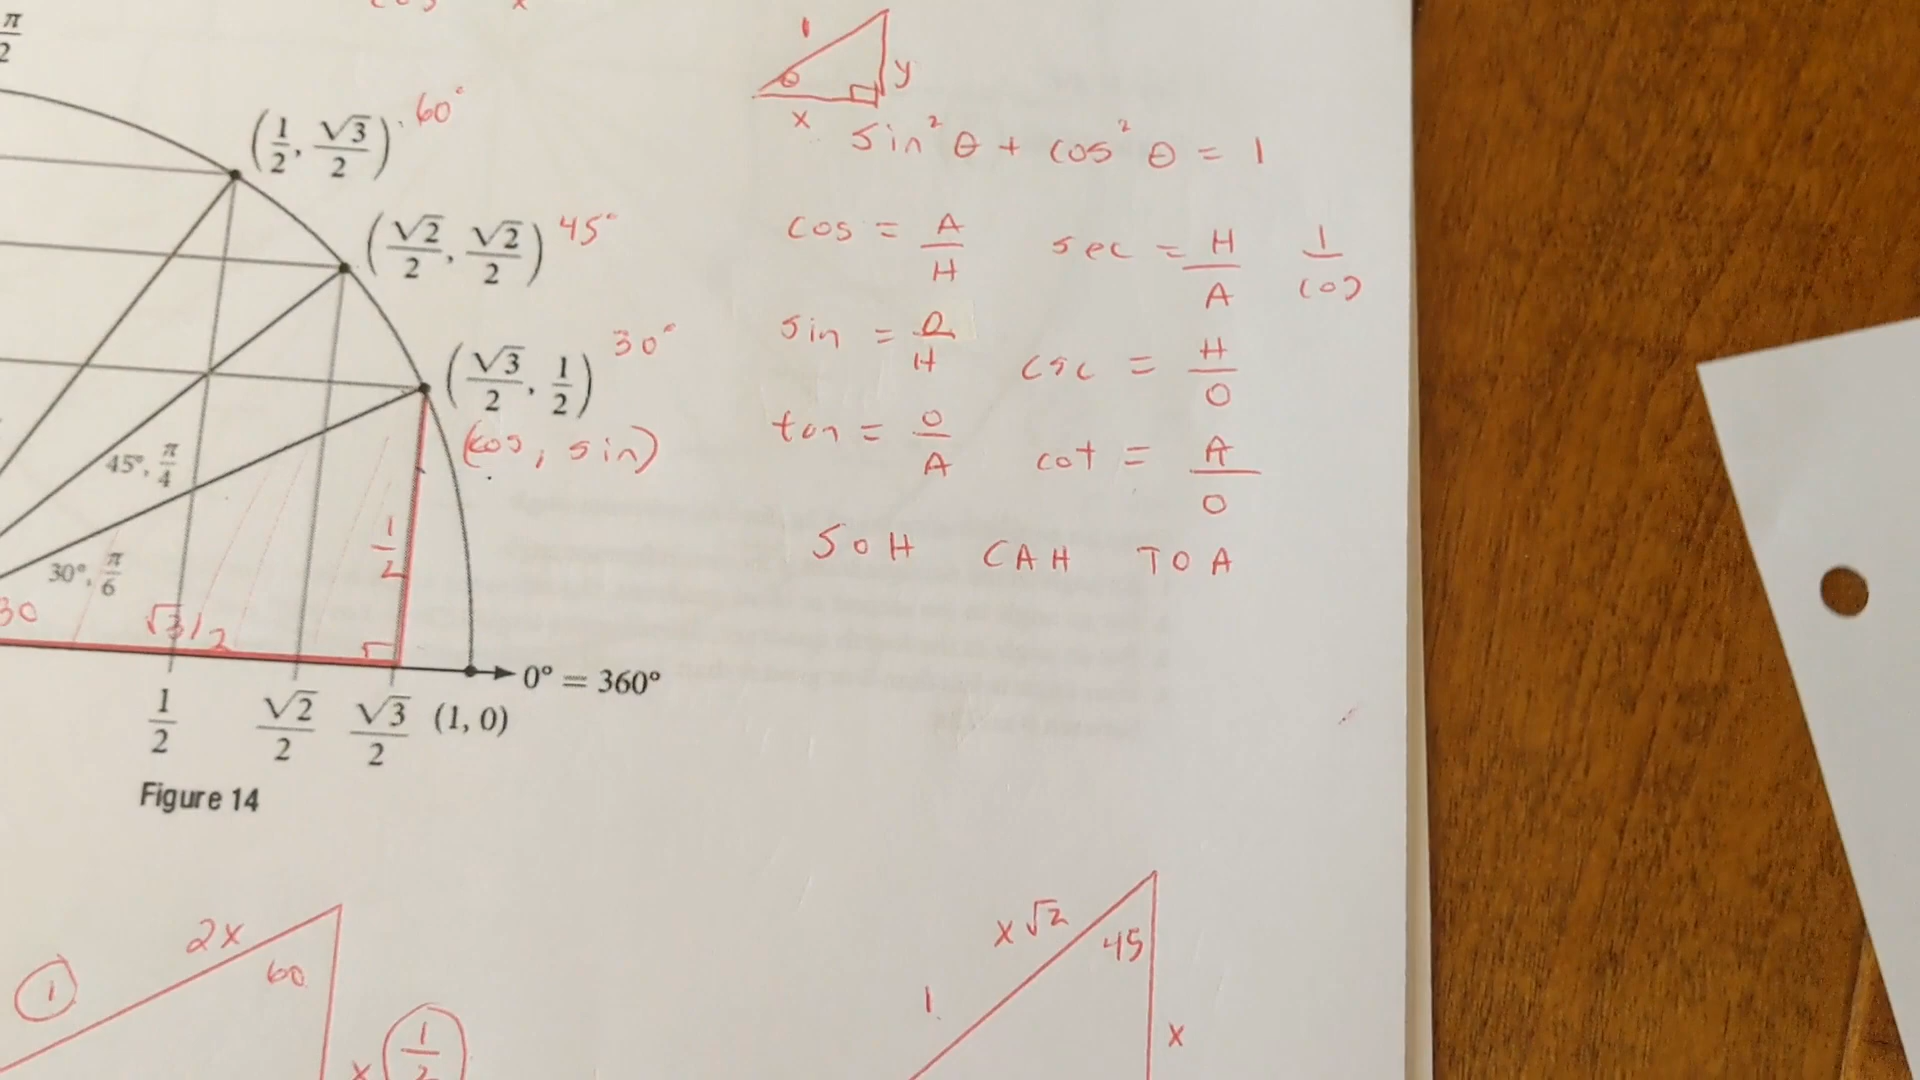 π/2
(1/2, √3/2) 60°
(√2/2, √2/2) 45°
(√3/2, 1/2) 30°
(cos, sin)
45°, π/4
30°, π/6
30
√3/2
1/2
1/2 √2/2 √3/2 (1, 0)
0° = 360°
Figure 14
1
θ
y
x
sin²θ + cos²θ = 1
cos = A/H sec = H/A 1/cos
sin = O/H csc = H/O
tan = O/A cot = A/O
SOH CAH TOA
2x
60
1
x 1/2
x√2
45
1
x